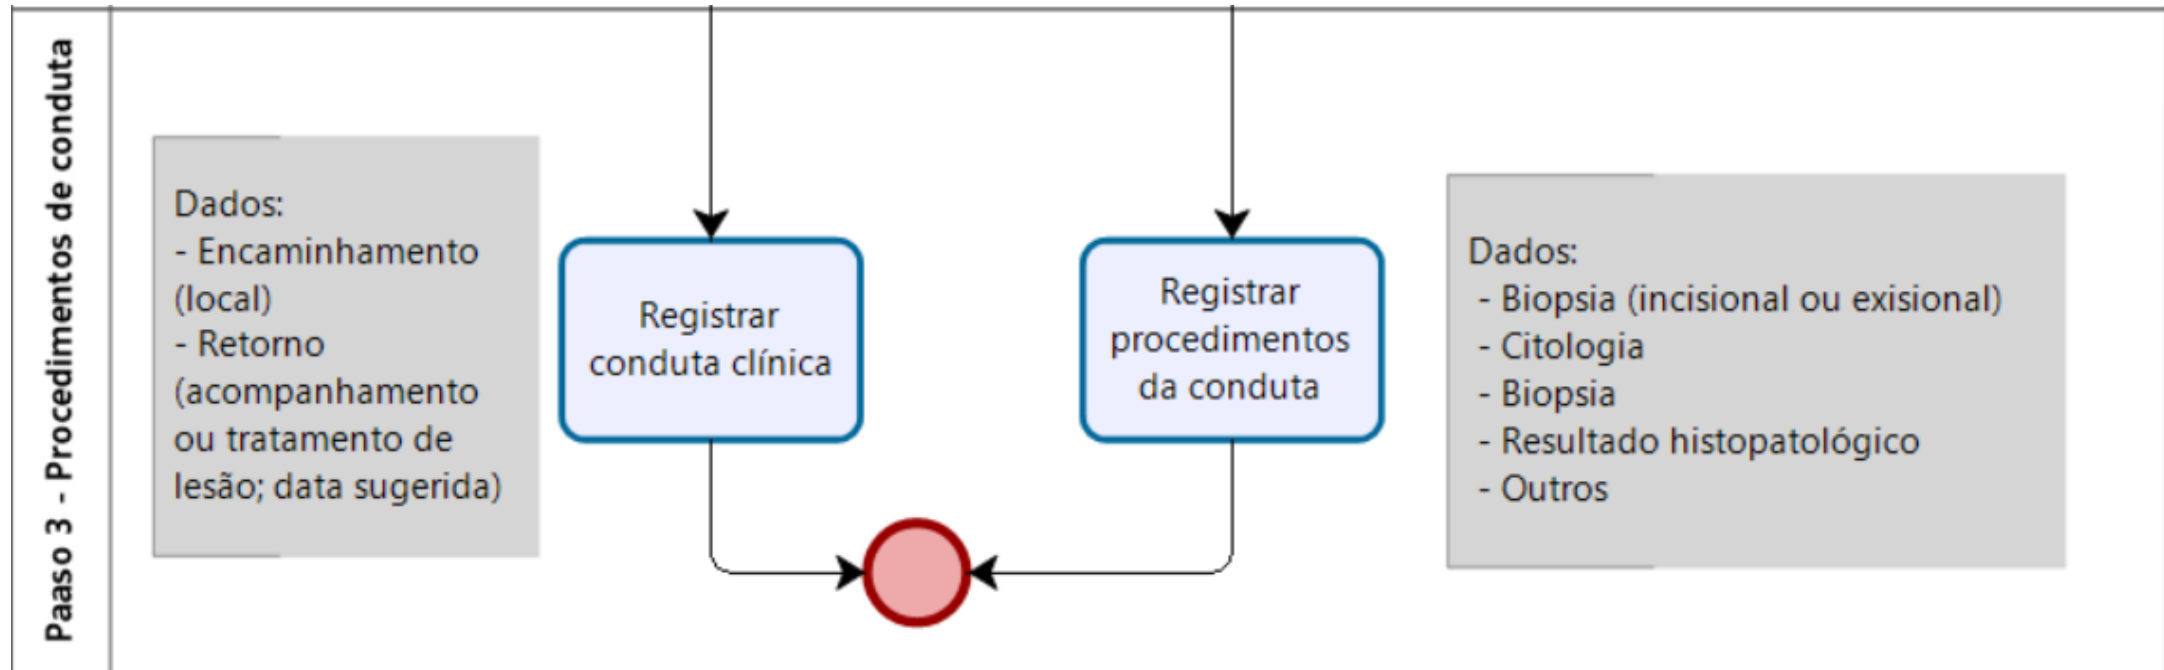 Paaso 3 - Procedimentos de conduta
Dados:
- Encaminhamento
(local)
- Retorno
(acompanhamento
ou tratamento de
lesão; data sugerida)
Registrar
conduta clínica
Registrar
procedimentos
da conduta
Dados:
- Biopsia (incisional ou exisional)
- Citologia
- Biopsia
- Resultado histopatológico
- Outros